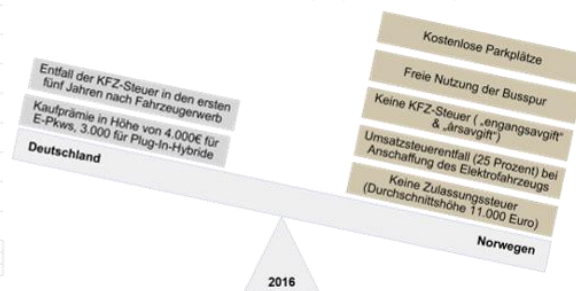 Entfall der KFZ-Steuer in den ersten
fünf Jahren nach Fahrzeugerwerb
Kaufprämie in Höhe von 4.000€ für
E-Pkws, 3.000 für Plug-In-Hybride
Deutschland
Kostenlose Parkplätze
Freie Nutzung der Busspur
Keine KFZ-Steuer ( „engangsavgift“
& „årsavgift“)
Umsatzsteuerentfall (25 Prozent) bei
Anschaffung des Elektrofahrzeugs
Keine Zulassungssteuer
(Durchschnittshöhe 11.000 Euro)
Norwegen
2016